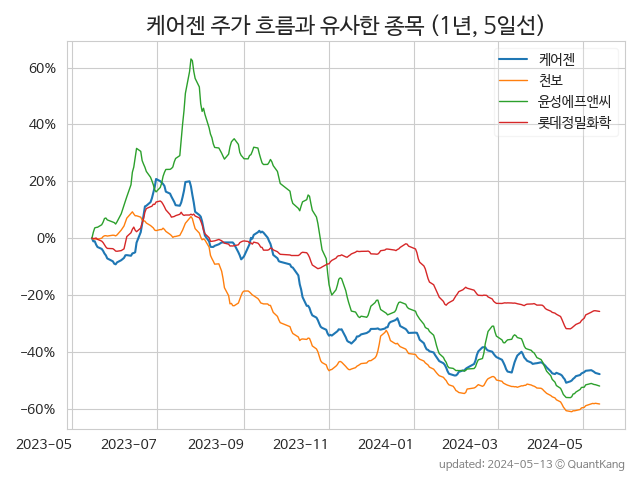 케어젠 주가 흐름과 유사한 종목 (1년, 5일선)
케어젠
천보
윤성에프앤씨
롯데정밀화학
60%
40%
20%
0%
−20%
−40%
−60%
2023−05
2023−07
2023−09
2023−11
2024−01
2024−03
2024−05
updated: 2024-05-13 © QuantKang